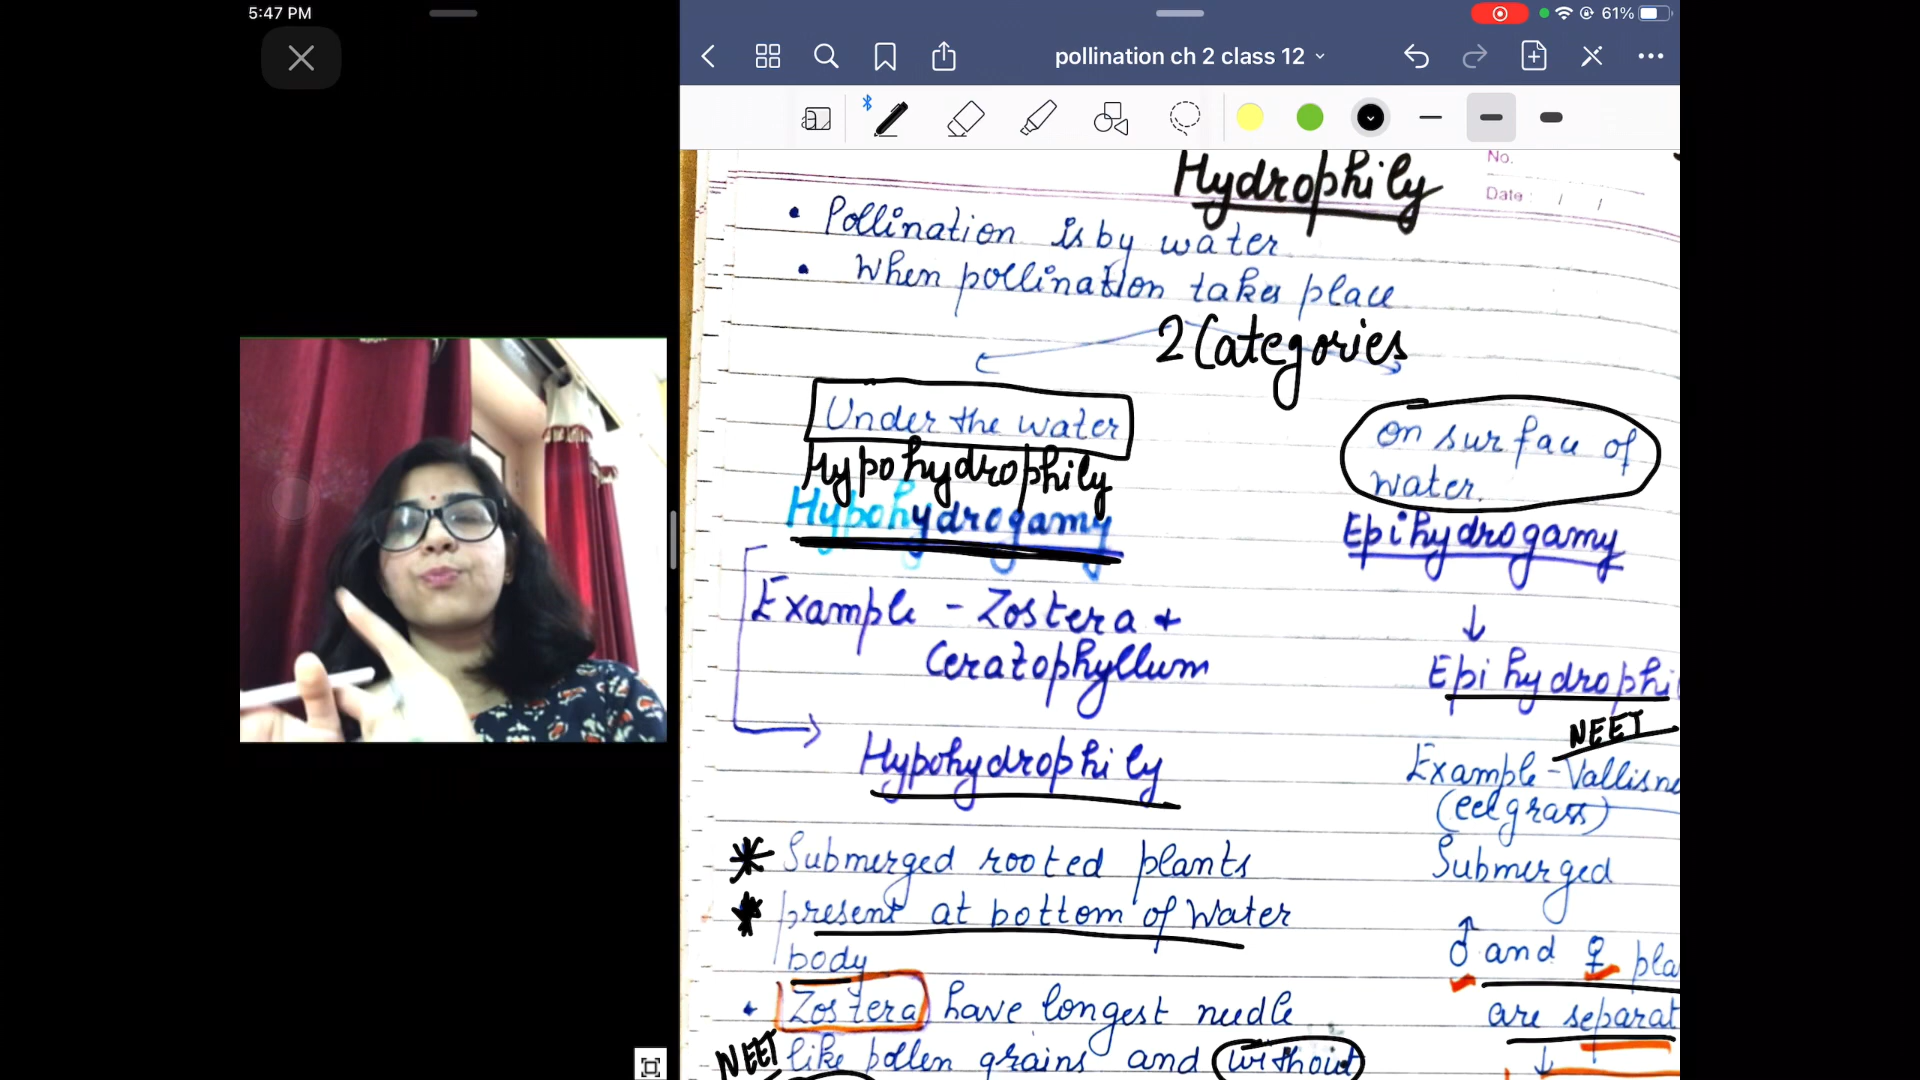 5:47 PM
61%
pollination ch 2 class 12
Hydrophily
No.
Date : / /
• Pollination is by water
• When pollination takes place
2 Categories
Under the water
Hypohydrophily
Hypohydrogamy
Example - Zostera +
Ceratophyllum
Hypohydrophily
* Submerged rooted plants
* present at bottom of Water
body
• Zostera have longest needle
NEET like pollen grains and without
on surface of
water.
Epihydrogamy
↓
Epihydrophi
NEET
Example - Vallisne
(eelgrass)
Submerged
♂ and ♀ pla
are separat
↓